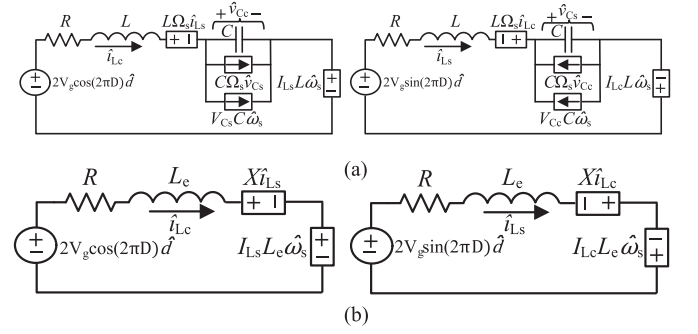 R L LΩₛîLs + v̂Cc − C
+ − îLc
2Vgcos(2πD)d̂ CΩₛv̂Cs ILsLω̂ₛ
VCsCω̂ₛ
R L LΩₛîLc + v̂Cs − C
− + îLs
2Vgsin(2πD)d̂ CΩₛv̂Cc ILcLω̂ₛ
VCcCω̂ₛ
(a)
R Lₑ XîLs
+ − îLc
2Vgcos(2πD)d̂ ILsLₑω̂ₛ
R Lₑ XîLc
− + îLs
2Vgsin(2πD)d̂ ILcLₑω̂ₛ
(b)